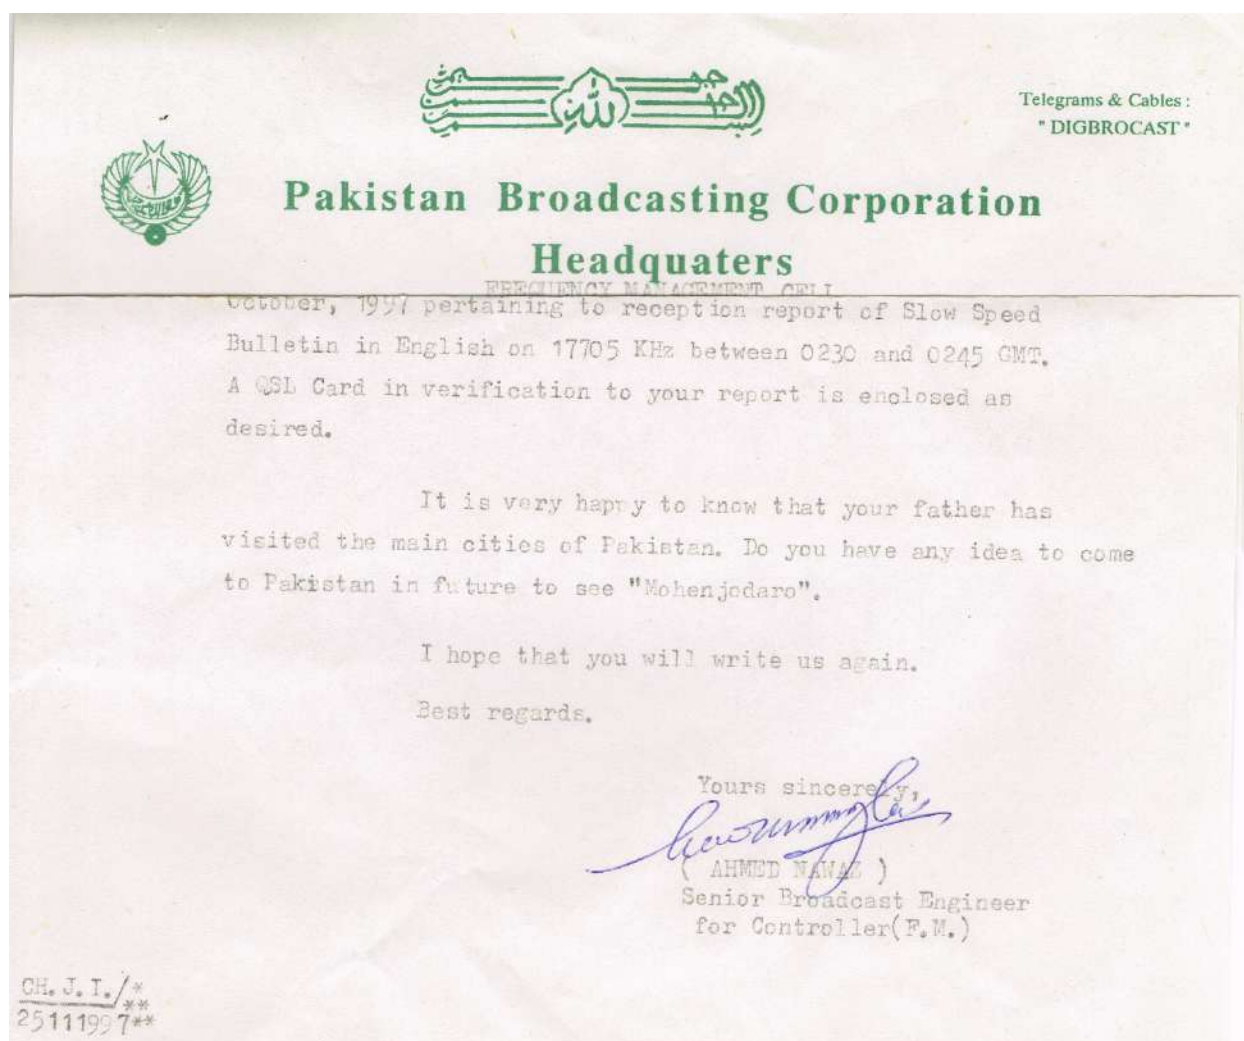 بسم الله الرحمن الرحيم
Telegrams & Cables :
" DIGBROCAST "
Pakistan Broadcasting Corporation
Headquaters
FREQUENCY MANAGEMENT CELL
October, 1997 pertaining to reception report of Slow Speed
Bulletin in English on 17705 KHz between 0230 and 0245 GMT.
A QSL Card in verification to your report is enclosed as
desired.
It is very happy to know that your father has
visited the main cities of Pakistan. Do you have any idea to come
to Pakistan in future to see "Mohenjodaro".
I hope that you will write us again.
Best regards.
Yours sincerely,
( AHMED NAWAZ )
Senior Broadcast Engineer
for Controller(F.M.)
CH. J. I./*
**
25111997**